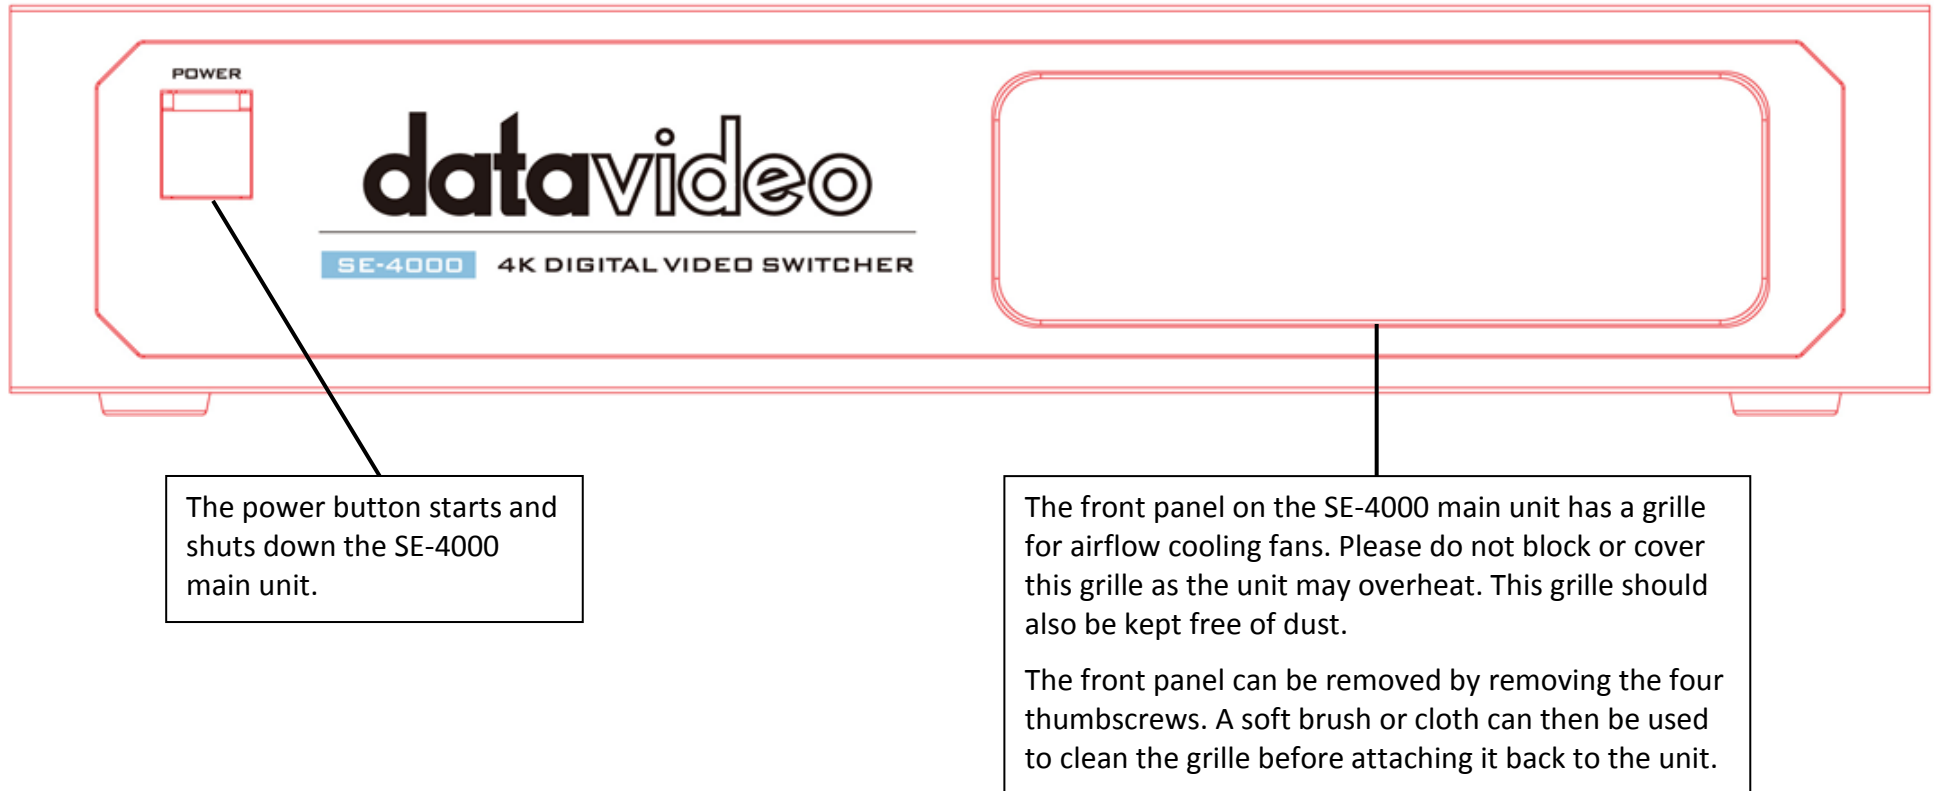 POWER
datavideo
SE-4000 4K DIGITAL VIDEO SWITCHER
The power button starts and
shuts down the SE-4000
main unit.
The front panel on the SE-4000 main unit has a grille
for airflow cooling fans. Please do not block or cover
this grille as the unit may overheat. This grille should
also be kept free of dust.
The front panel can be removed by removing the four
thumbscrews. A soft brush or cloth can then be used
to clean the grille before attaching it back to the unit.